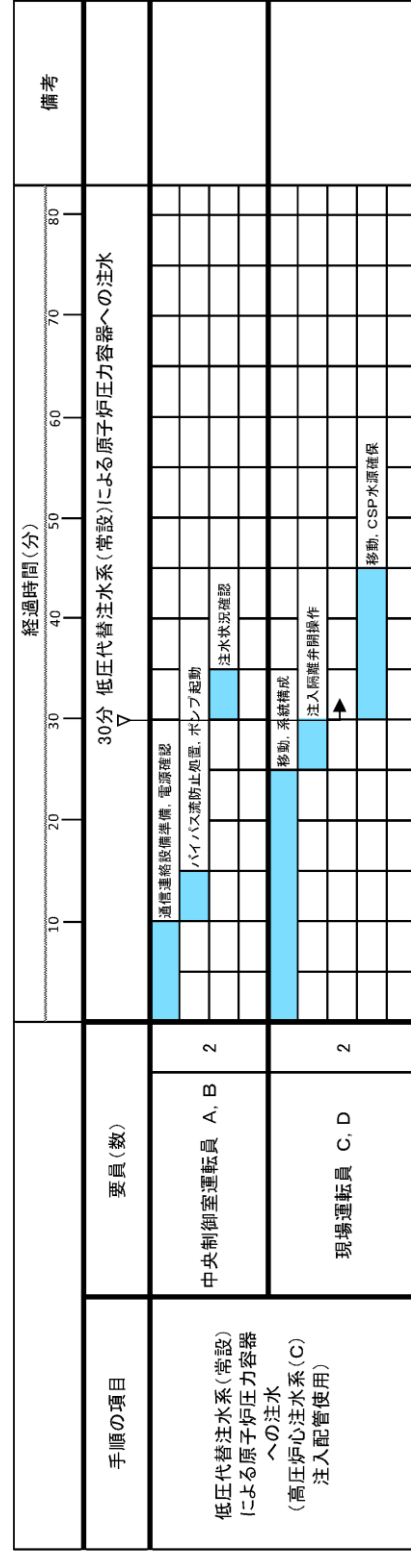 経過時間(分)
備考
10 20 30 40 50 60 70 80
手順の項目
要員(数)
30分 低圧代替注水系(常設)による原子炉圧力容器への注水
低圧代替注水系(常設)
による原子炉圧力容器
への注水
(高圧炉心注水系(C)
注入配管使用)
中央制御室運転員 A, B
2
通信連絡設備準備, 電源確認
バイパス流防止処置, ポンプ起動
注水状況確認
現場運転員 C, D
2
移動, 系統構成
注入隔離弁開操作
移動, CSP水源確保